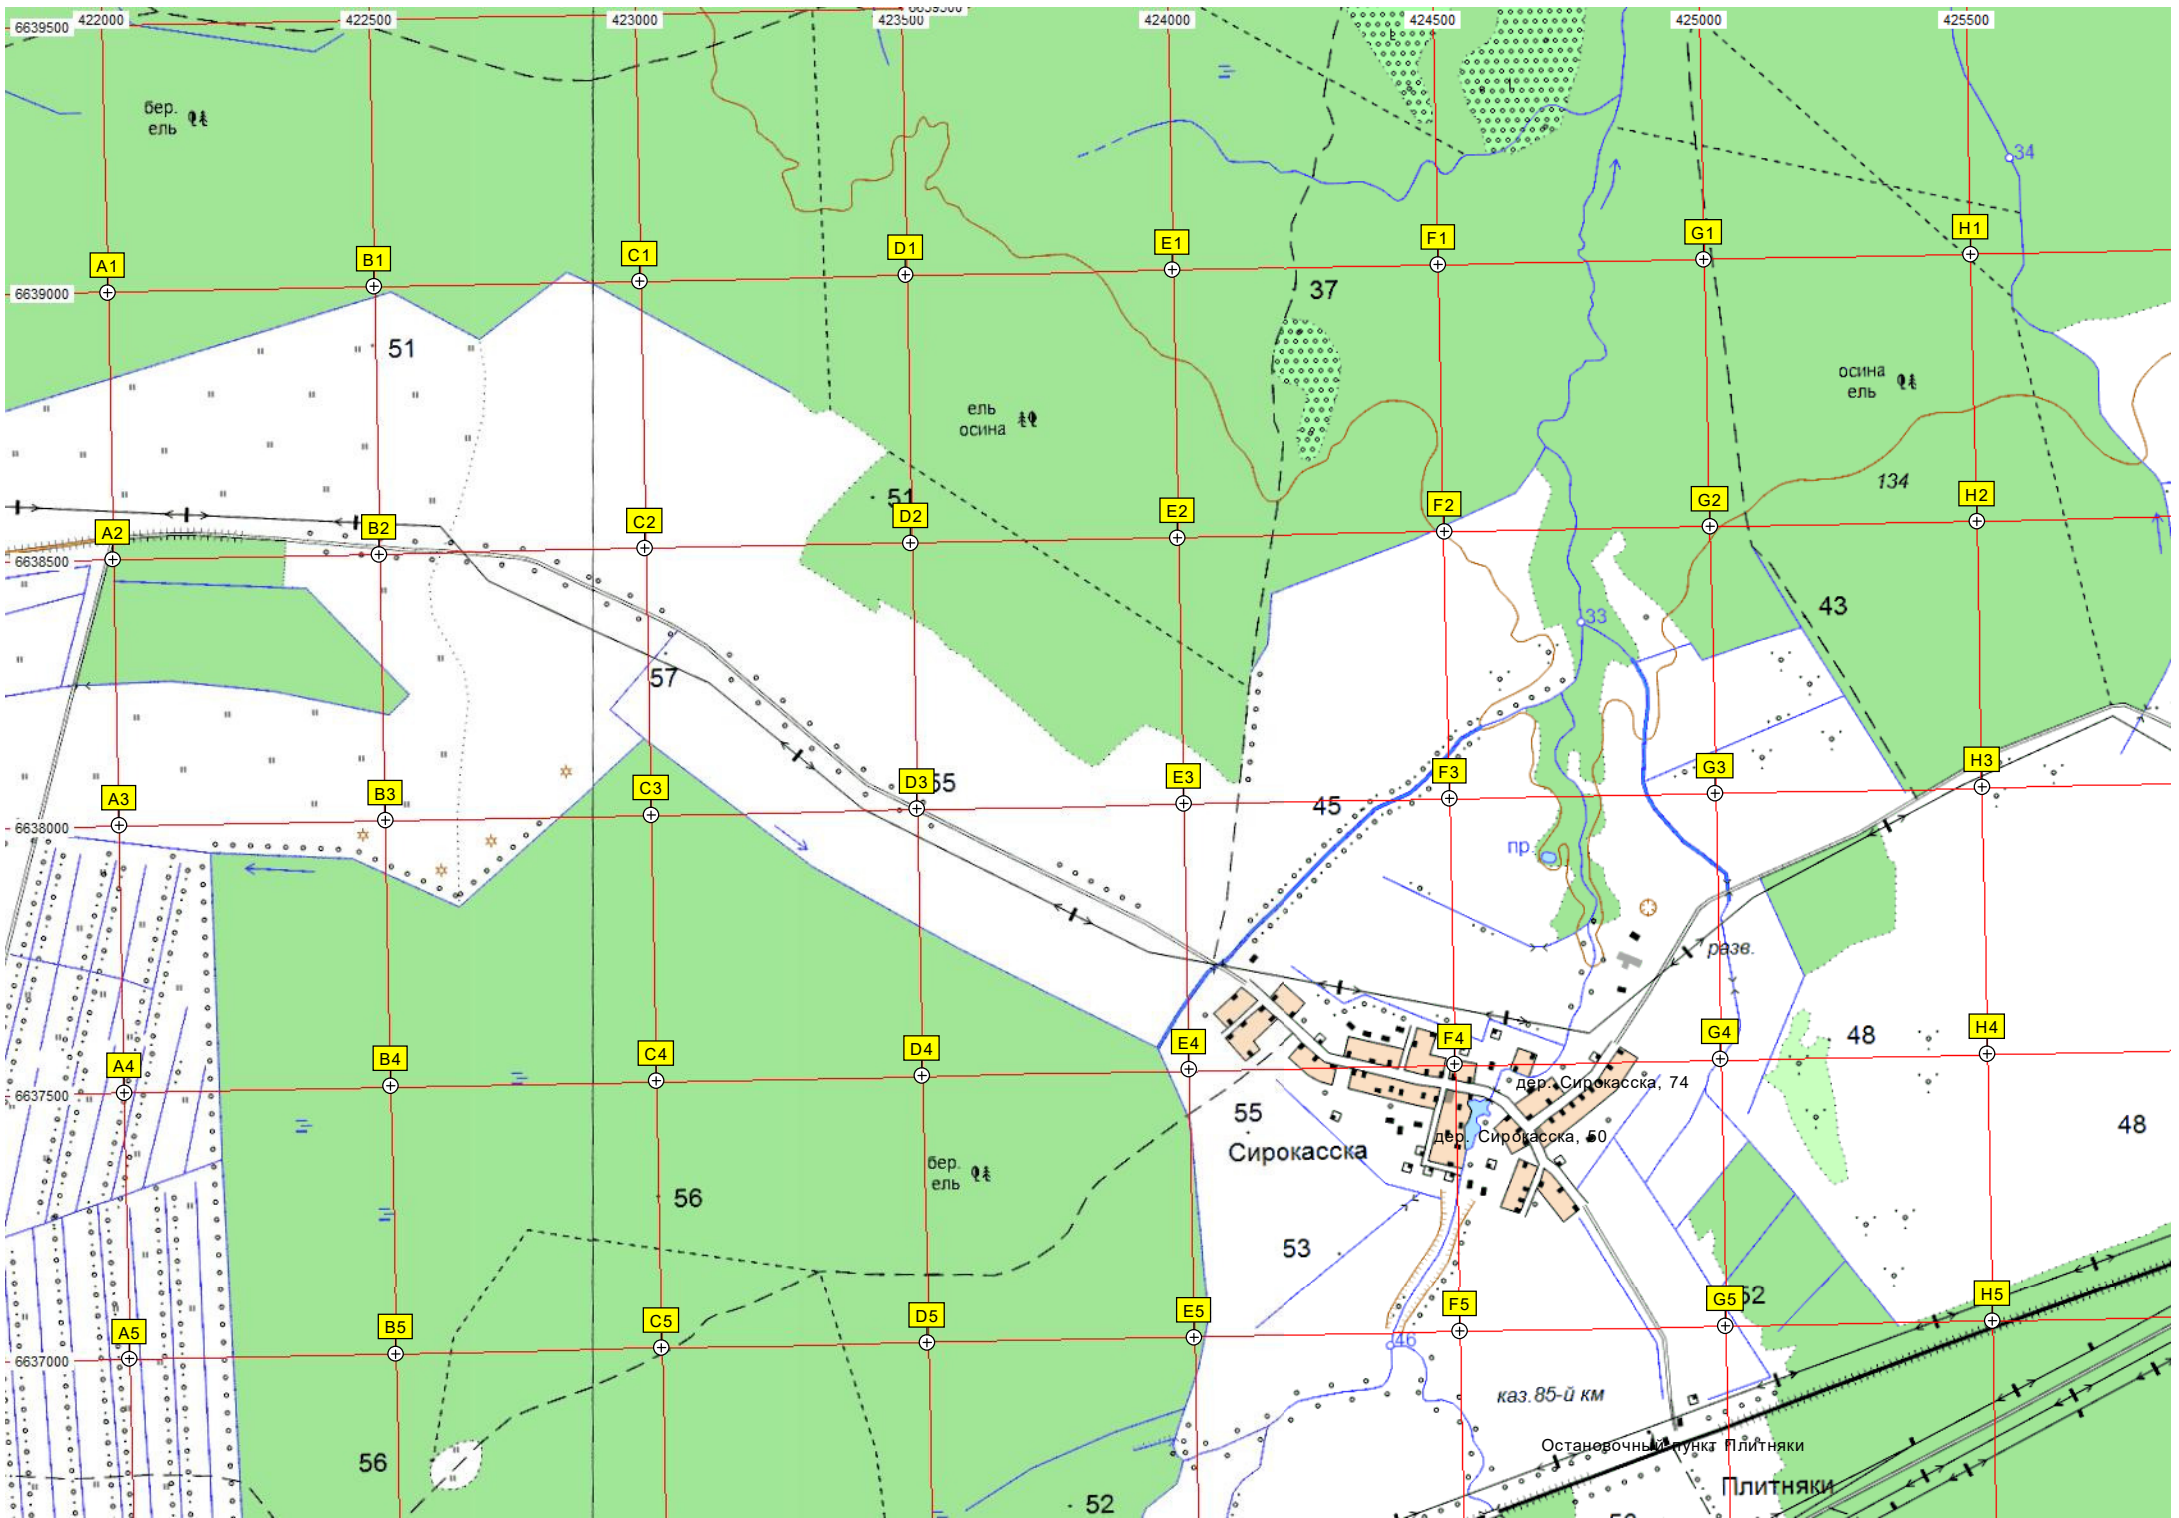 422000 422500 423000 423500 424000 424500 425000 425500
6639500
бер.
ель
34
H1
G1
F1
E1
D1
C1
B1
A1
6639000
37
51
осина
ель
ель
осина
134
51
A2 B2 C2 D2 E2 F2 G2 H2
6638500
33
43
57
A3 B3 C3 D3 E3 F3 G3 H3
55
45
6638000
пр.
разв.
48
A4 B4 C4 D4 E4 F4 G4 H4
6637500
дер. Сирокасска, 74
55
48
дер. Сирокасска, 50
Сирокасска
бер.
ель
56
53
52
A5 B5 C5 D5 E5 F5 G5 H5
46
6637000
каз.85-й км
Остановочный пункт Плитняки
56
Плитняки
52